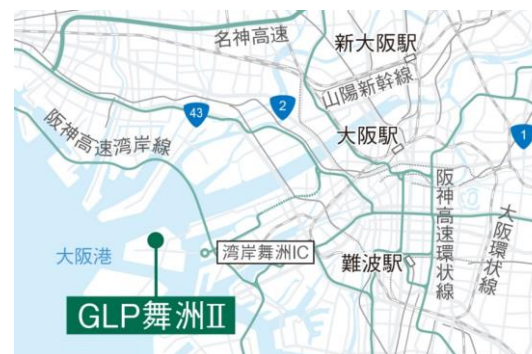 名神高速
新大阪駅
山陽新幹線
43
2
大阪駅
1
阪神高速湾岸線
阪神高速環状線
大阪環状線
大阪港
湾岸舞洲IC
難波駅
GLP舞洲Ⅱ